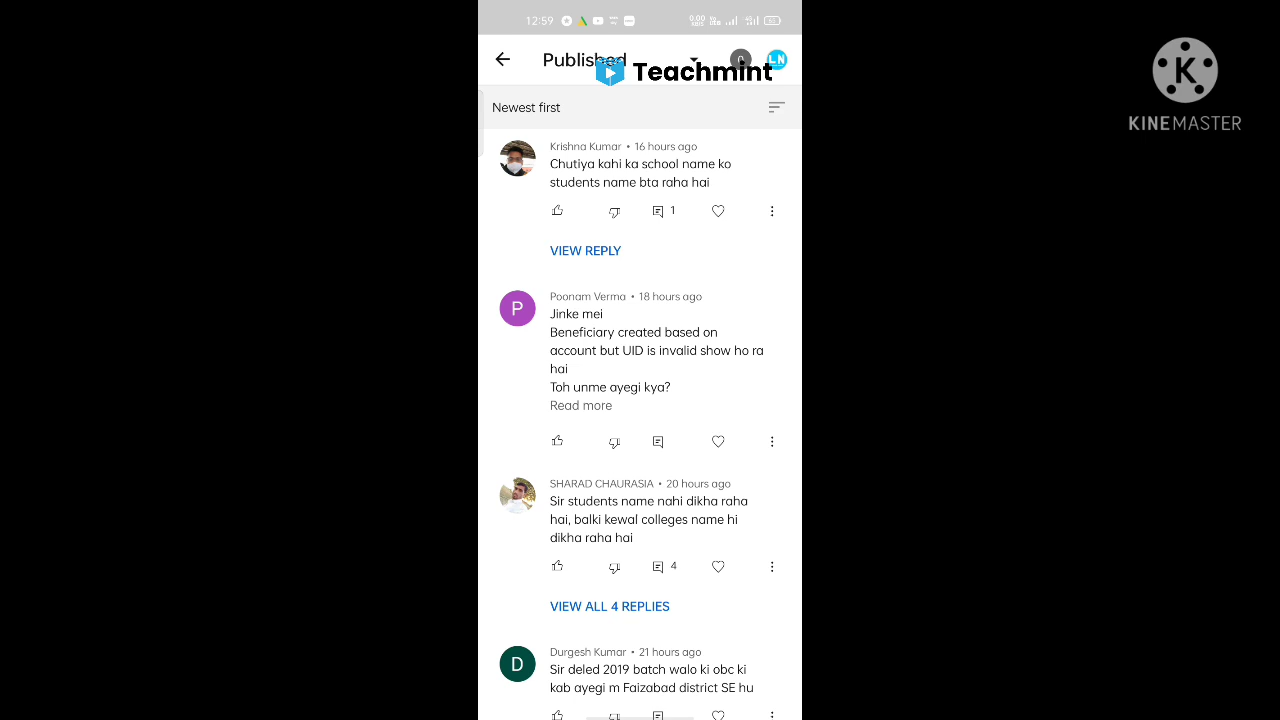 12:59
Published
Teachmint
LN
Newest first
Krishna Kumar • 16 hours ago
Chutiya kahi ka school name ko
students name bta raha hai
1
VIEW REPLY
P
Poonam Verma • 18 hours ago
Jinke mei
Beneficiary created based on
account but UID is invalid show ho ra
hai
Toh unme ayegi kya?
Read more
SHARAD CHAURASIA • 20 hours ago
Sir students name nahi dikha raha
hai, balki kewal colleges name hi
dikha raha hai
4
VIEW ALL 4 REPLIES
D
Durgesh Kumar • 21 hours ago
Sir deled 2019 batch walo ki obc ki
kab ayegi m Faizabad district SE hu
K
KINEMASTER